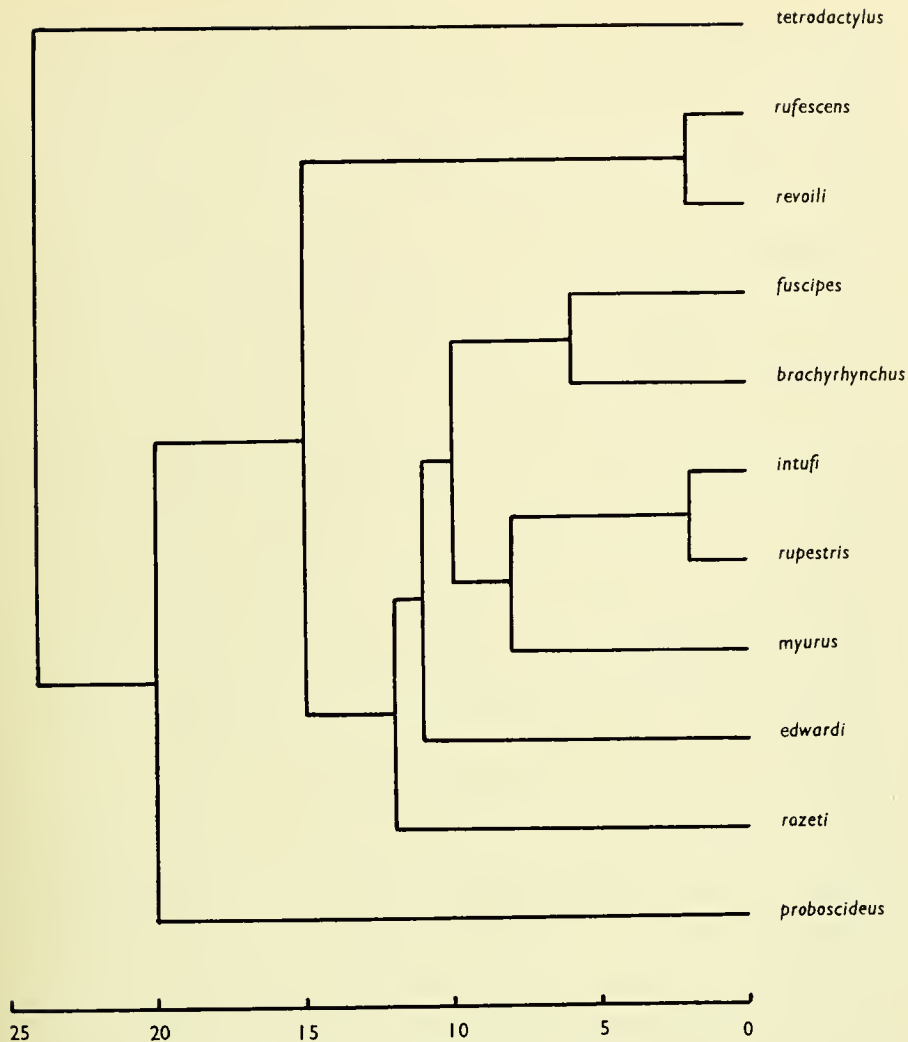 tetrodactylus
rufescens
revoili
fuscipes
brachyrhynchus
intufi
rupestris
myurus
edwardi
rozeti
proboscideus
25 20 15 10 5 0